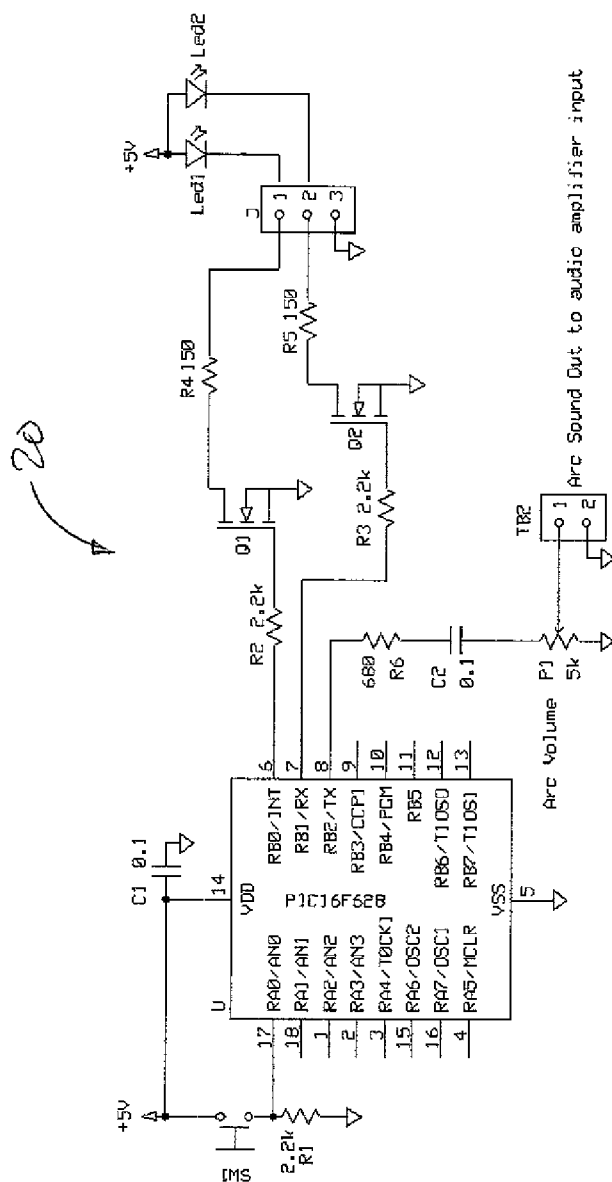 20
+5V
IMS
2.2k
R1
C1 0.1
14
VDD
U
PIC16F628
17 RA0/AN0
18 RA1/AN1
1 RA2/AN2
2 RA3/AN3
3 RA4/T0CK1
15 RA6/OSC2
16 RA7/OSC1
4 RA5/MCLR
RB0/INT 6
RB1/RX 7
RB2/TX 8
RB3/CCP1 9
RB4/PGM 10
RB5 11
RB6/T1OSO 12
RB7/T1OSI 13
VSS
5
R2 2.2k
Q1
R4 150
R3 2.2k
Q2
R5 150
J
1
2
3
+5V
Led1
Led2
680
R6
C2
0.1
Arc Volume
P1
5k
TB2
1
2
Arc Sound Out to audio amplifier input